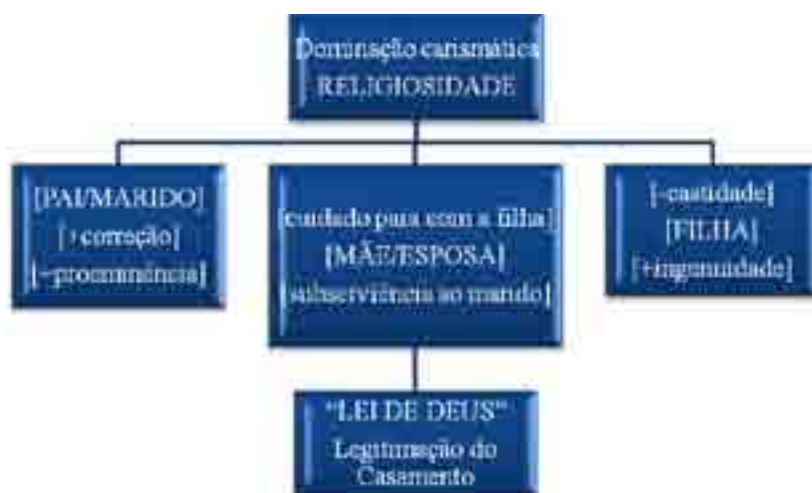 Dominação carismática
RELIGIOSIDADE
[PAI/MARIDO]
[+correção]
[-proeminência]
[cuidado para com a filha]
[MÃE/ESPOSA]
[subserviência ao marido]
[-castidade]
[FILHA]
[+ingenuidade]
“LEI DE DEUS”
Legitimação do
Casamento